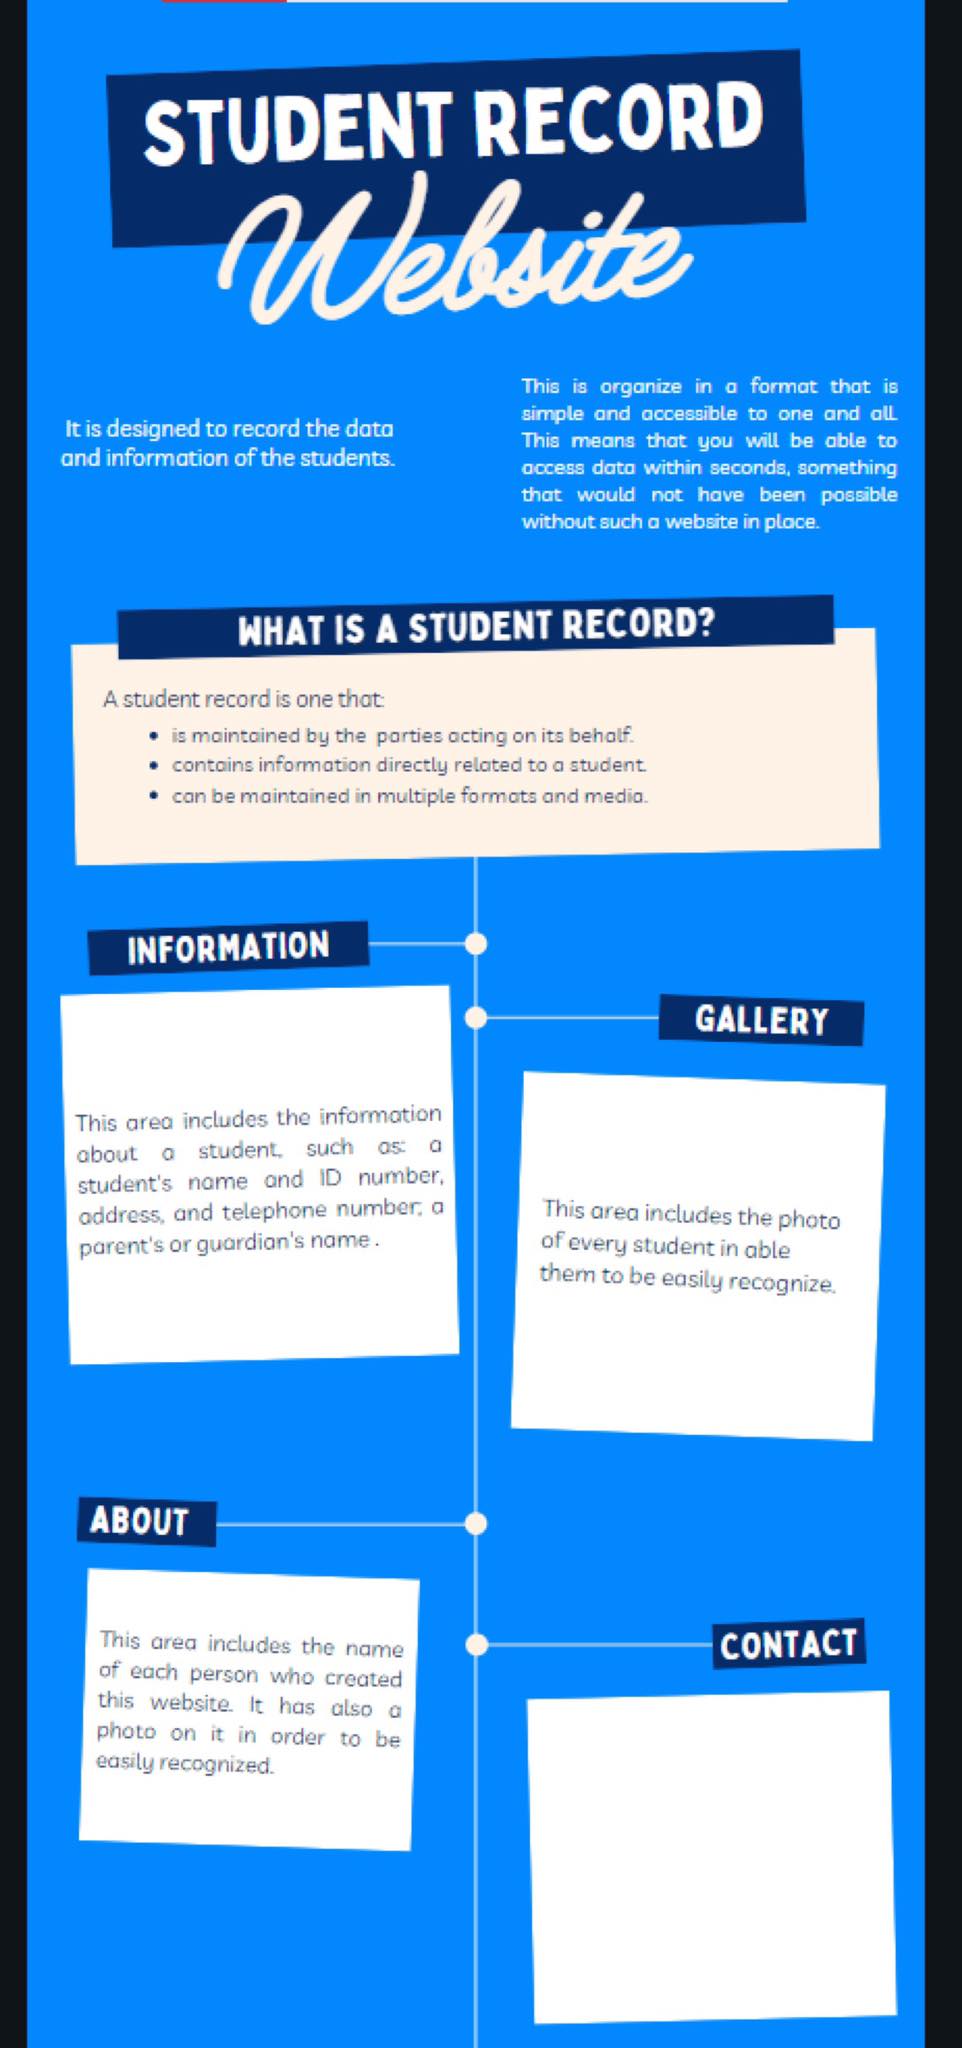 STUDENT RECORD
Website
It is designed to record the data
and information of the students.
This is organize in a format that is
simple and accessible to one and all.
This means that you will be able to
access data within seconds, something
that would not have been possible
without such a website in place.
WHAT IS A STUDENT RECORD?
A student record is one that:
• is maintained by the parties acting on its behalf.
• contains information directly related to a student.
• can be maintained in multiple formats and media.
INFORMATION
This area includes the information
about a student, such as: a
student's name and ID number,
address, and telephone number; a
parent's or guardian's name .
GALLERY
This area includes the photo
of every student in able
them to be easily recognize.
ABOUT
This area includes the name
of each person who created
this website. It has also a
photo on it in order to be
easily recognized.
CONTACT